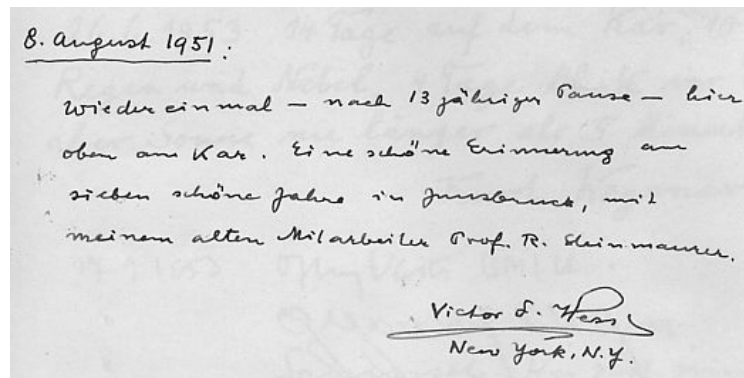 8. August 1951:
Wieder einmal – nach 13 jähriger Pause – hier
oben am Kar. Eine schöne Erinnerung an
sieben schöne Jahre in Innsbruck, mit
meinem alten Mitarbeiter Prof. R. Steinmaurer.
Victor F. Hess
New York, N.Y.